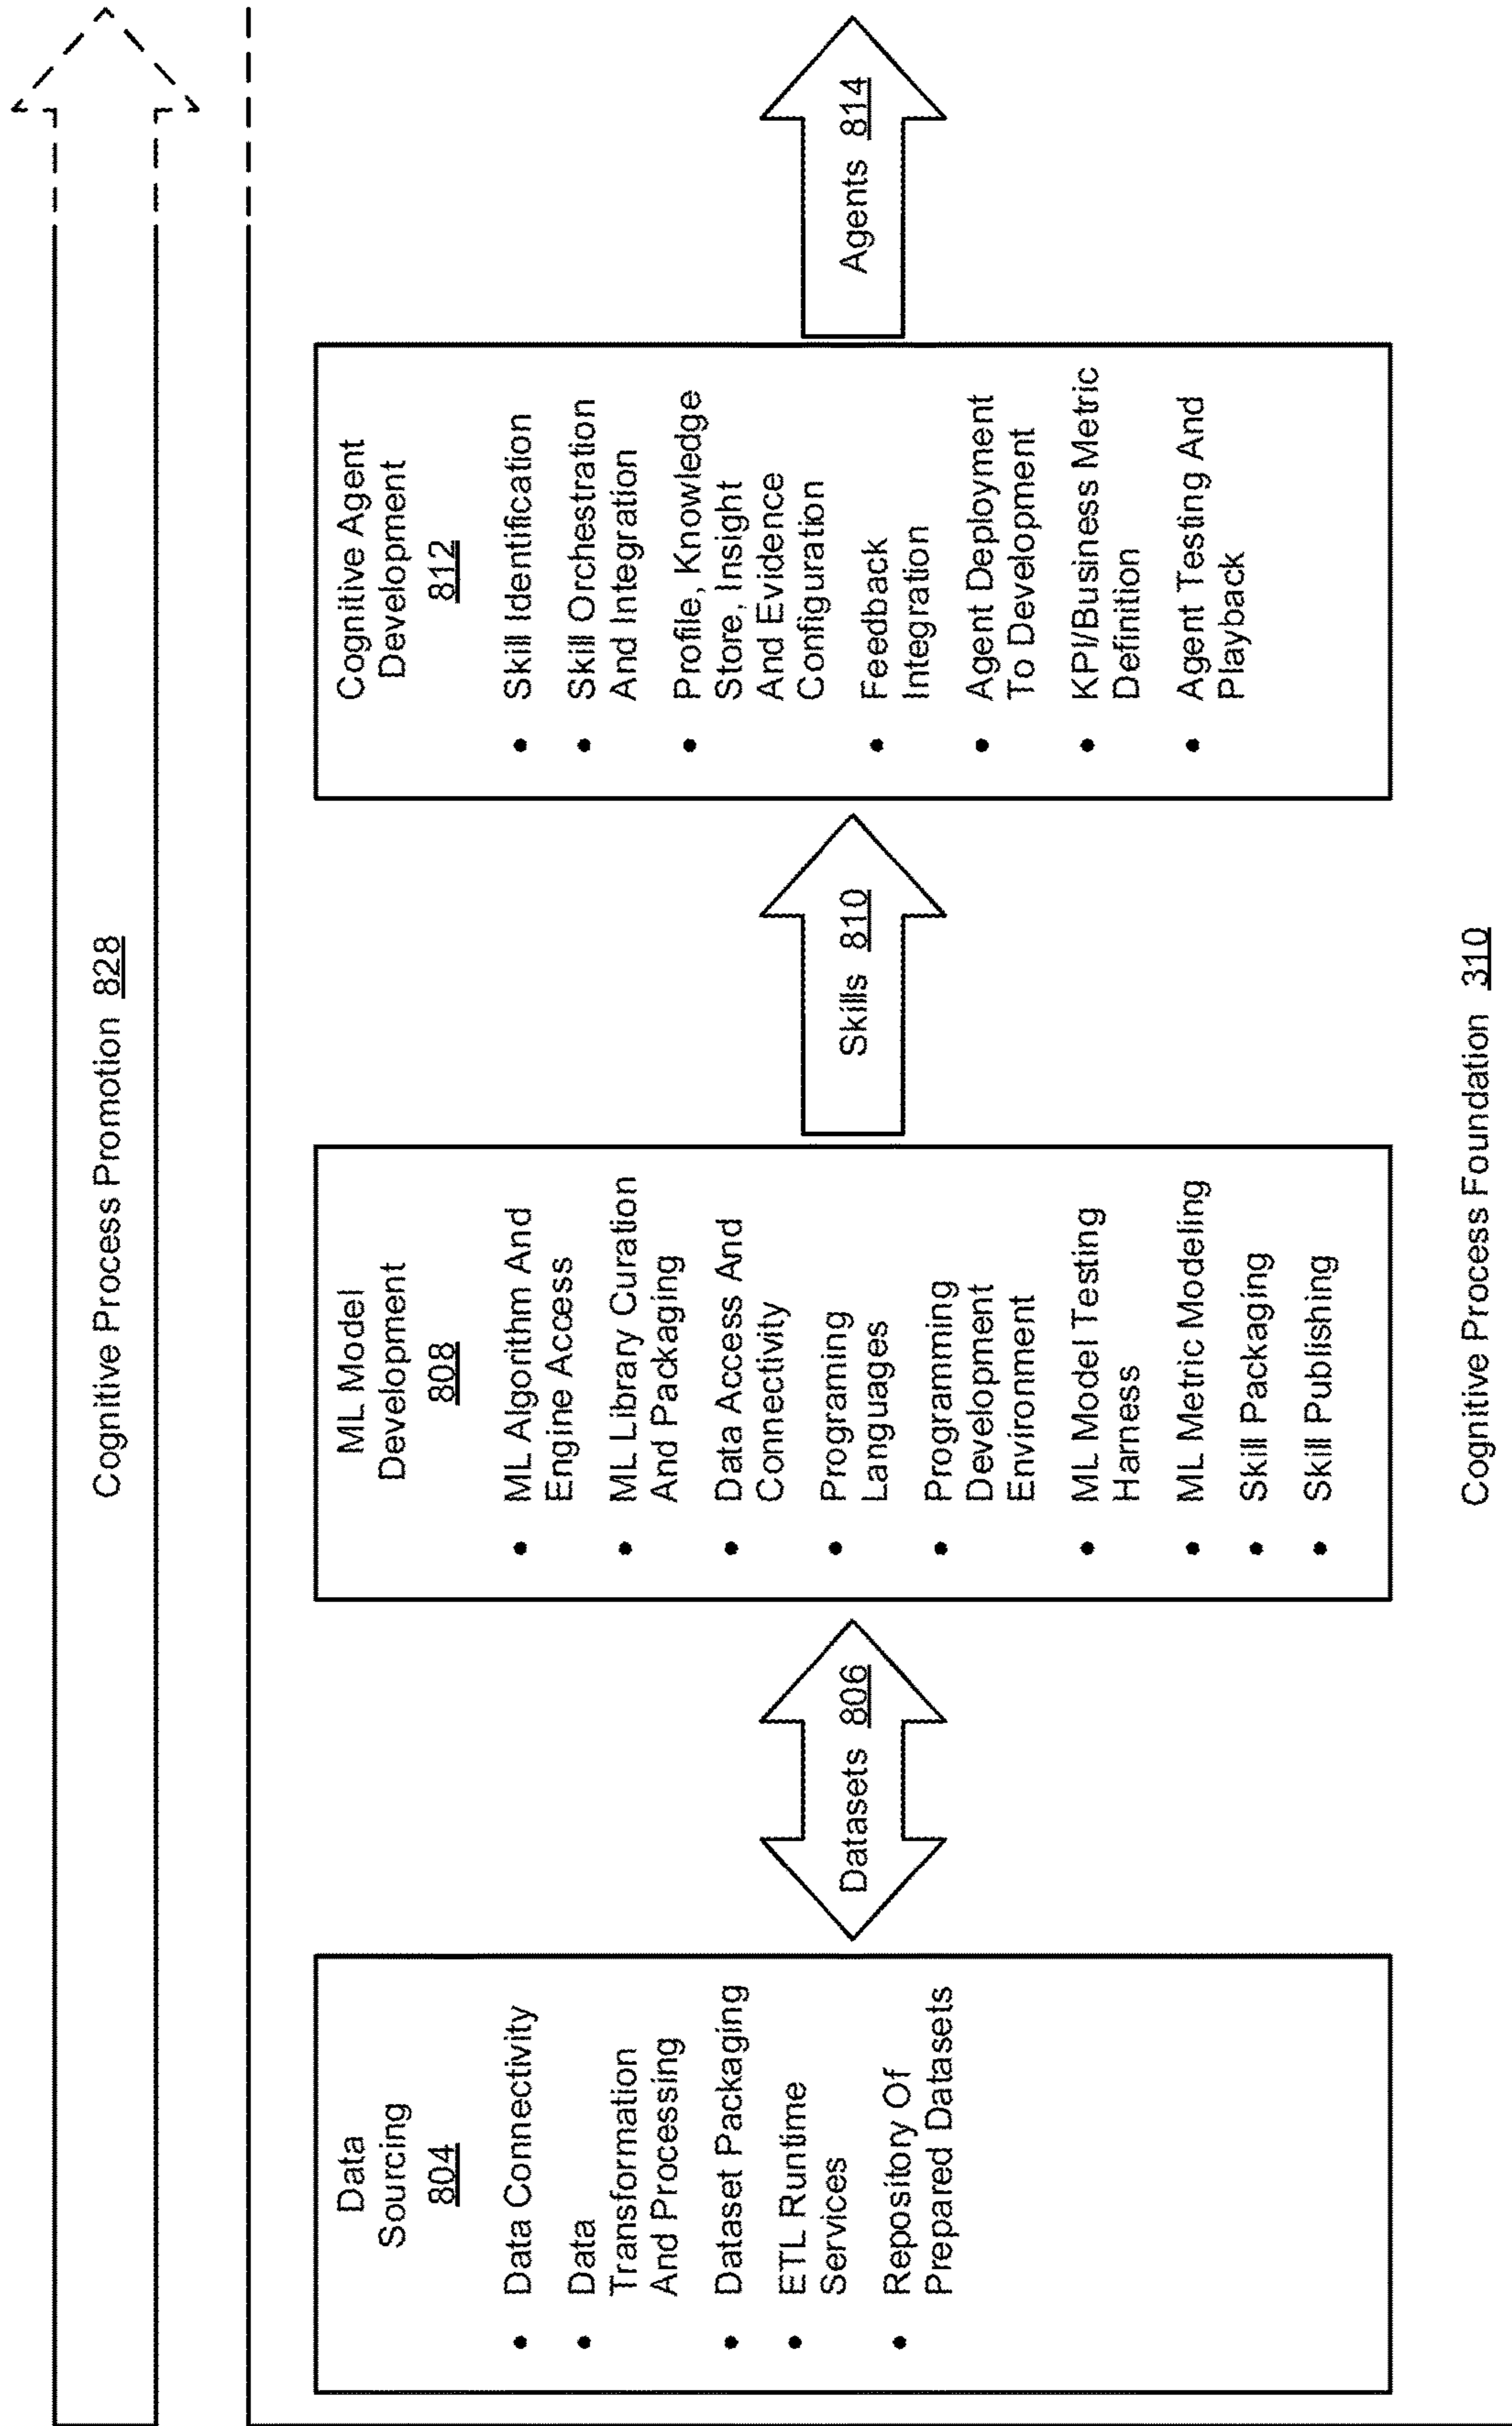 Cognitive Process Promotion 828
Data
Sourcing
804
• Data Connectivity
• Data
Transformation
And Processing
• Dataset Packaging
• ETL Runtime
Services
• Repository Of
Prepared Datasets
Datasets 806
ML Model
Development
808
• ML Algorithm And
Engine Access
• ML Library Curation
And Packaging
• Data Access And
Connectivity
• Programing
Languages
• Programming
Development
Environment
• ML Model Testing
Harness
• ML Metric Modeling
• Skill Packaging
• Skill Publishing
Skills 810
Cognitive Agent
Development
812
• Skill Identification
• Skill Orchestration
And Integration
• Profile, Knowledge
Store, Insight
And Evidence
Configuration
• Feedback
Integration
• Agent Deployment
To Development
• KPI/Business Metric
Definition
• Agent Testing And
Playback
Agents 814
Cognitive Process Foundation 310